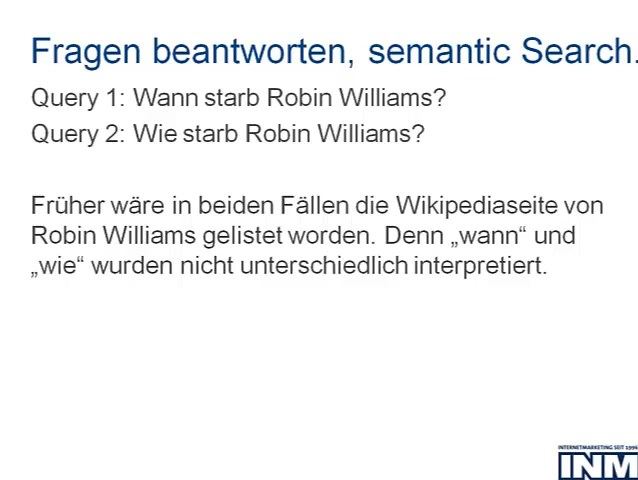 Fragen beantworten, semantic Search.
Query 1: Wann starb Robin Williams?
Query 2: Wie starb Robin Williams?
Früher wäre in beiden Fällen die Wikipediaseite von
Robin Williams gelistet worden. Denn „wann“ und
„wie“ wurden nicht unterschiedlich interpretiert.
INTERNETMARKETING SEIT 1996
INM